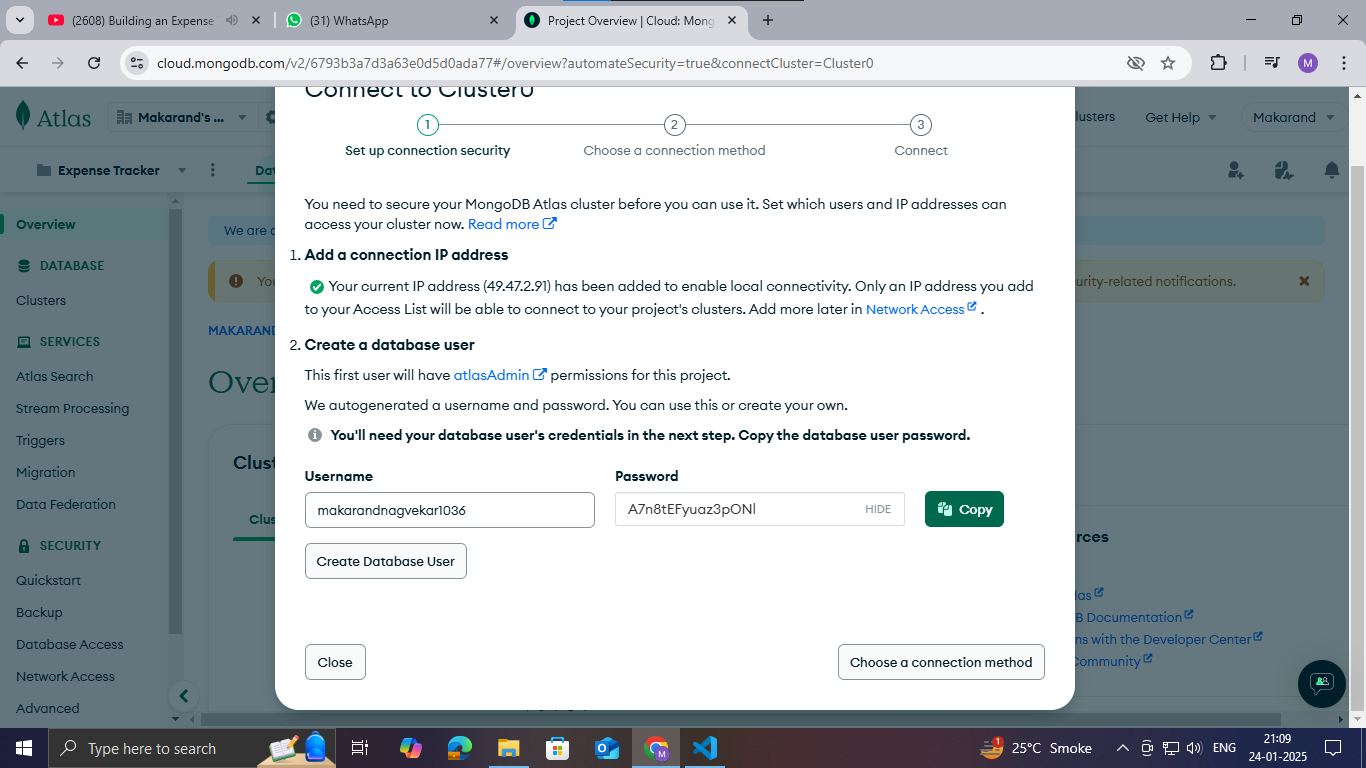 (2608) Building an Expense
(31) WhatsApp
Project Overview | Cloud: Mong
cloud.mongodb.com/v2/6793b3a7d3a63e0d5d0ada77#/overview?automateSecurity=true&connectCluster=Cluster0
M
Atlas
Makarand's ...
Get Help
Makarand
Expense Tracker
Overview
DATABASE
Clusters
SERVICES
Atlas Search
Stream Processing
Triggers
Migration
Data Federation
SECURITY
Quickstart
Backup
Database Access
Network Access
Advanced
We are
MAKARAND
Connect to Cluster0
1
2
3
Set up connection security
Choose a connection method
Connect
You need to secure your MongoDB Atlas cluster before you can use it. Set which users and IP addresses can
access your cluster now. Read more
1. Add a connection IP address
Your current IP address (49.47.2.91) has been added to enable local connectivity. Only an IP address you add
to your Access List will be able to connect to your project's clusters. Add more later in Network Access .
2. Create a database user
This first user will have atlasAdmin permissions for this project.
We autogenerated a username and password. You can use this or create your own.
You'll need your database user's credentials in the next step. Copy the database user password.
Username
Password
makarandnagvekar1036
A7n8tEFyuaz3pONl
HIDE
Copy
Create Database User
Close
Choose a connection method
curity-related notifications.
B Documentation
ns with the Developer Center
Community
Type here to search
1
25°C Smoke
ENG
21:09
24-01-2025